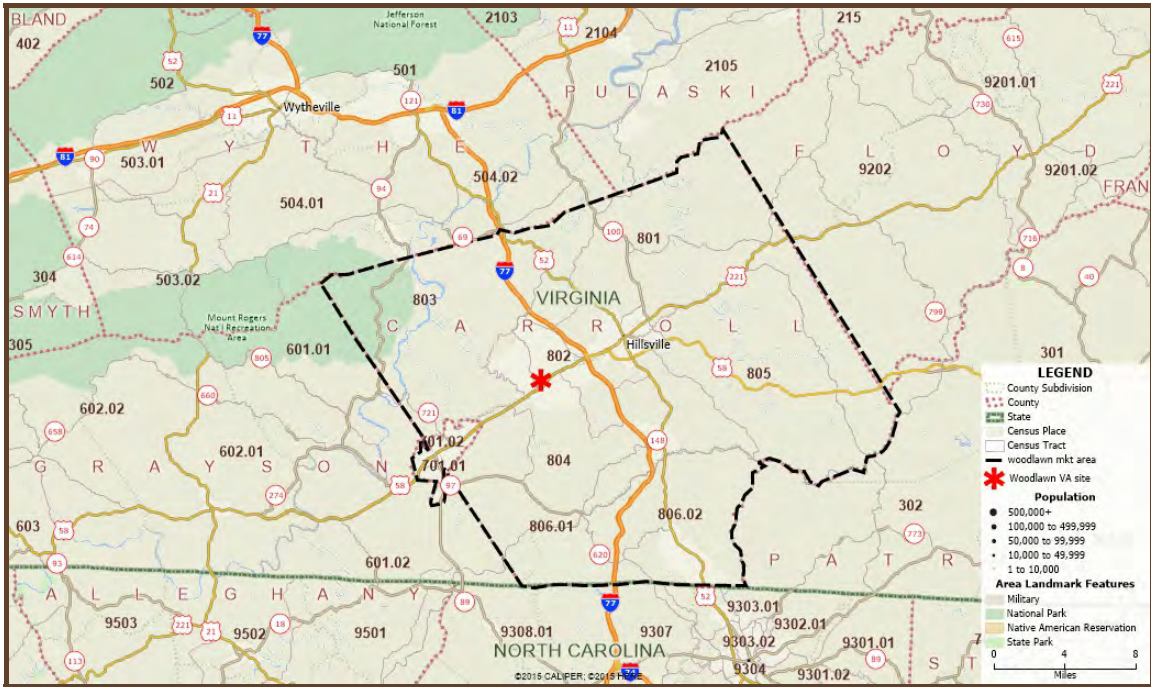 BLAND
402
Jefferson
National Forest
2103
215
77
11
2104
615
52
501
2105
9201.01
221
502
121
PULASKI
730
Wytheville
11
81
WYTHE
81
90
503.01
504.02
FLOYD
9202
9201.02
21
94
FRAN
504.01
74
69
100
801
716
614
52
8
40
304
503.02
77
221
SMYTH
803
VIRGINIA
Mount Rogers
Nat'l Recreation
Area
CARROLL
799
305
601.01
Hillsville
805
802
301
58
805
660
602.02
721
658
701.02
148
602.01
GRAYSON
701.01
804
58
97
274
302
603
58
806.01
806.02
773
620
PATR
93
601.02
ALLEGHANY
89
77
52
9303.01
9503
221
21
9502
18
9501
9308.01
9307
9302.01
9303.02
9301.01
NORTH CAROLINA
113
9304
89
9301.02
ST
74
©2015 CALIPER; ©2015 HERE
LEGEND
County Subdivision
County
State
Census Place
Census Tract
woodlawn mkt area
Woodlawn VA site
Population
500,000+
100,000 to 499,999
50,000 to 99,999
10,000 to 49,999
1 to 10,000
Area Landmark Features
Military
National Park
Native American Reservation
State Park
0 4 8
Miles